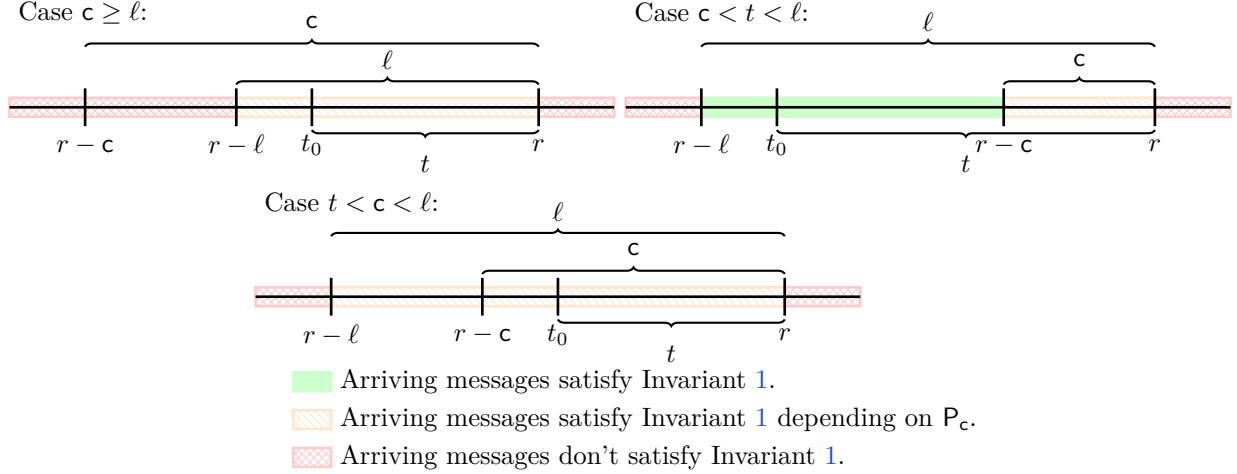 Case c ≥ ℓ:
c
ℓ
r − c
r − ℓ
t₀
r
t
Case c < t < ℓ:
ℓ
c
r − ℓ
t₀
r − c
r
t
Case t < c < ℓ:
ℓ
c
r − ℓ
r − c
t₀
r
t
Arriving messages satisfy Invariant 1.
Arriving messages satisfy Invariant 1 depending on P_c.
Arriving messages don't satisfy Invariant 1.